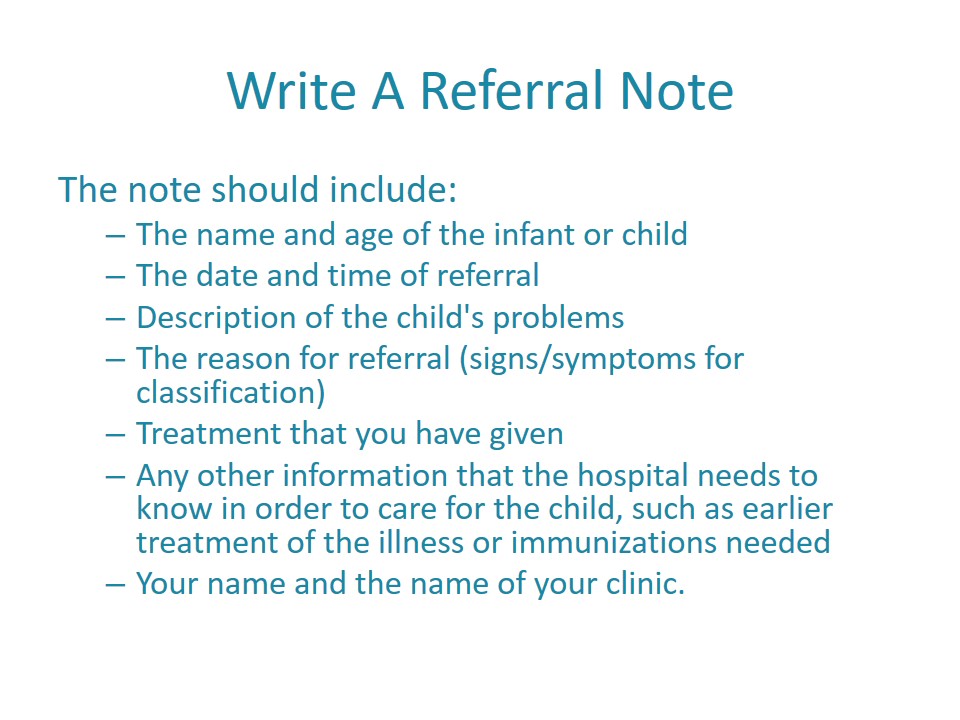 Write A Referral Note
The note should include:
– The name and age of the infant or child
– The date and time of referral
– Description of the child's problems
– The reason for referral (signs/symptoms for
classification)
– Treatment that you have given
– Any other information that the hospital needs to
know in order to care for the child, such as earlier
treatment of the illness or immunizations needed
– Your name and the name of your clinic.